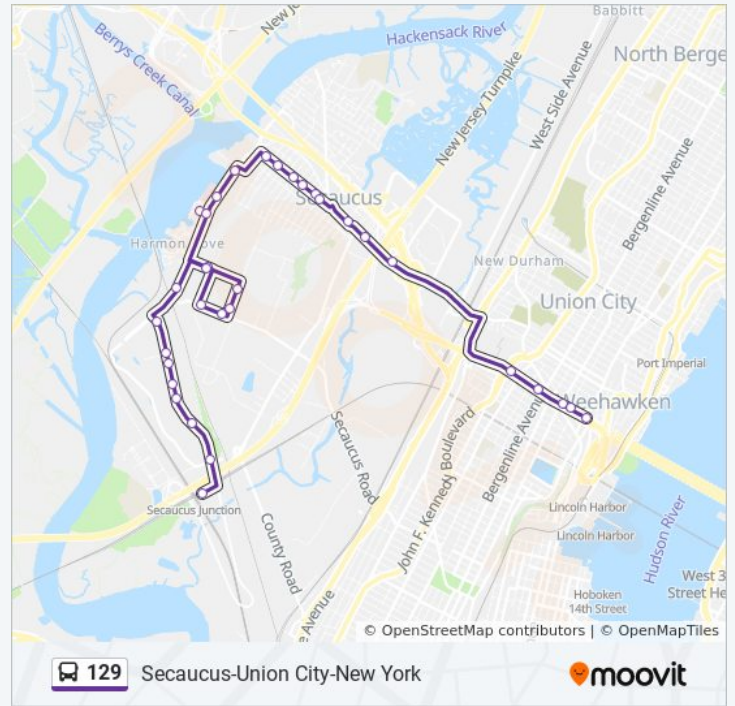 Babbitt
New J
Hackensack River
Berrys Creek Canal
North Berge
West Side Avenue
New Jersey Turnpike
Bergenline Avenue
Secaucus
Harmon Cove
New Durham
Union City
Port Imperial
Weehawken
Bergenline Avenu
John F. Kennedy Boulevard
Secaucus Road
Secaucus Junction
County Road
Lincoln Harbor
Lincoln Harbor
Hudson River
West 3
Street He
Hoboken
14th Street
e Avenue
© OpenStreetMap contributors | © OpenMapTiles
129 Secaucus-Union City-New York
moovit